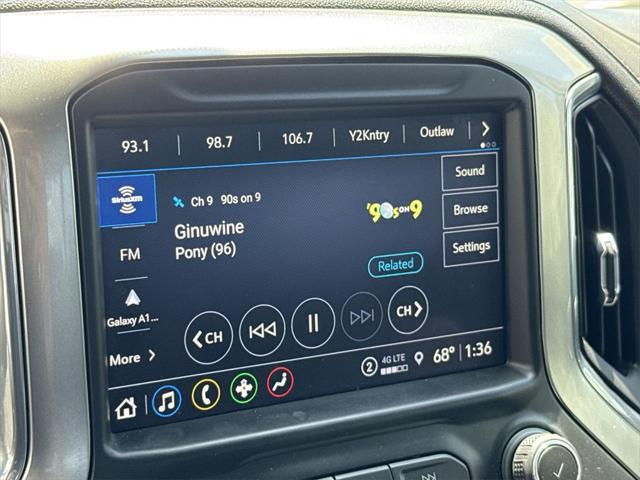 93.1 98.7 106.7 Y2Kntry Outlaw
SiriusXM
Ch 9 90s on 9
Ginuwine
Pony (96)
'90s ON 9
Related
Sound
Browse
Settings
FM
Galaxy A1...
More
CH
CH
2 4G LTE 68° 1:36